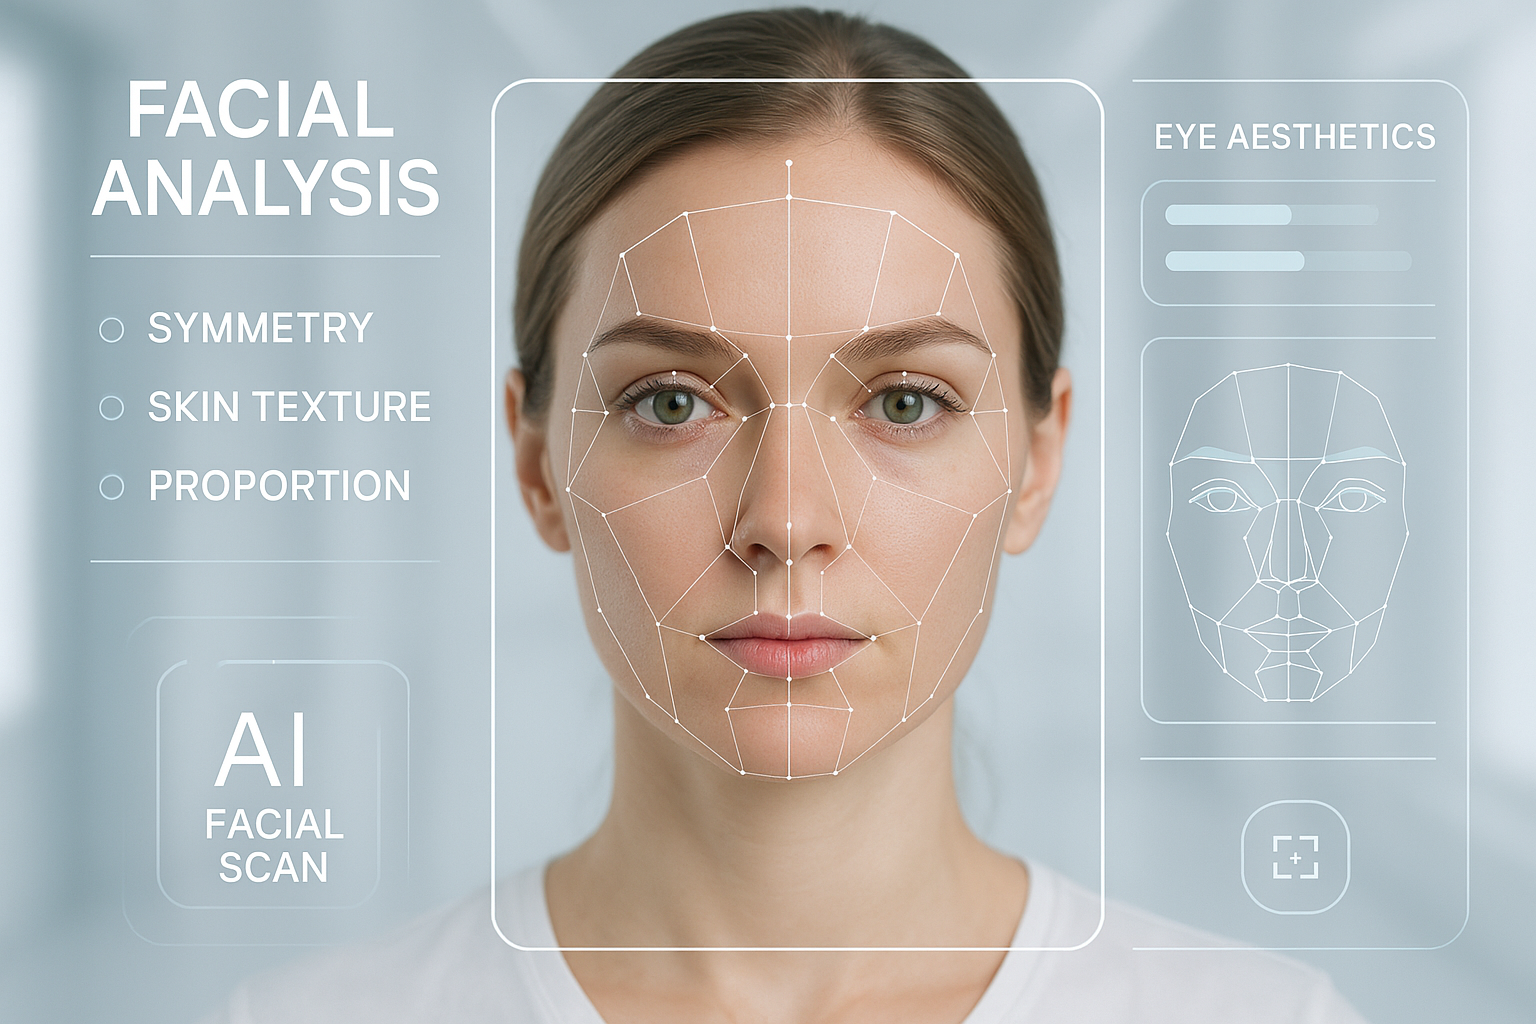 FACIAL
ANALYSIS
SYMMETRY
SKIN TEXTURE
PROPORTION
AI
FACIAL
SCAN
EYE AESTHETICS